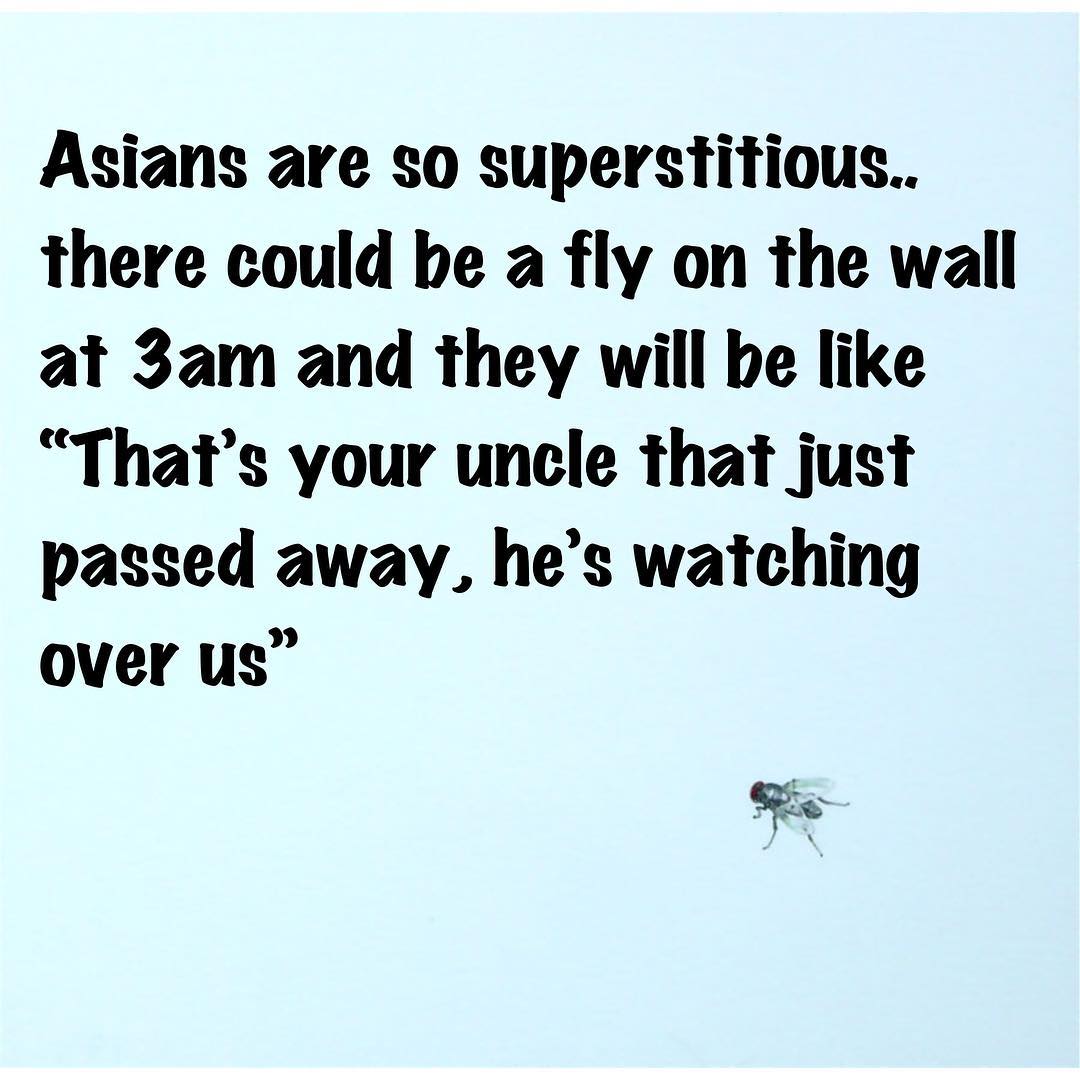 Asians are so superstitious..
there could be a fly on the wall
at 3am and they will be like
“That’s your uncle that just
passed away, he’s watching
over us”